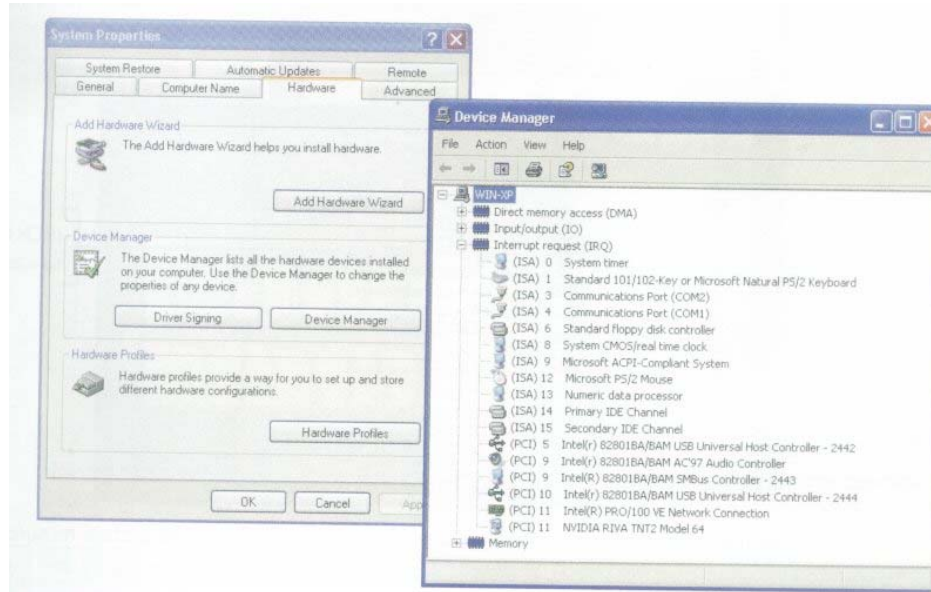 System Properties
System Restore
Automatic Updates
Remote
General
Computer Name
Hardware
Advanced
Add Hardware Wizard
The Add Hardware Wizard helps you install hardware.
Add Hardware Wizard
Device Manager
The Device Manager lists all the hardware devices installed
on your computer. Use the Device Manager to change the
properties of any device.
Driver Signing
Device Manager
Hardware Profiles
Hardware profiles provide a way for you to set up and store
different hardware configurations.
Hardware Profiles
OK
Cancel
App
Device Manager
File Action View Help
WIN-XP
Direct memory access (DMA)
Input/output (IO)
Interrupt request (IRQ)
(ISA) 0 System timer
(ISA) 1 Standard 101/102-Key or Microsoft Natural PS/2 Keyboard
(ISA) 3 Communications Port (COM2)
(ISA) 4 Communications Port (COM1)
(ISA) 6 Standard floppy disk controller
(ISA) 8 System CMOS/real time clock
(ISA) 9 Microsoft ACPI-Compliant System
(ISA) 12 Microsoft PS/2 Mouse
(ISA) 13 Numeric data processor
(ISA) 14 Primary IDE Channel
(ISA) 15 Secondary IDE Channel
(PCI) 5 Intel(r) 82801BA/BAM USB Universal Host Controller - 2442
(PCI) 9 Intel(r) 82801BA/BAM AC'97 Audio Controller
(PCI) 9 Intel(R) 82801BA/BAM SMBus Controller - 2443
(PCI) 10 Intel(r) 82801BA/BAM USB Universal Host Controller - 2444
(PCI) 11 Intel(R) PRO/100 VE Network Connection
(PCI) 11 NVIDIA RIVA TNT2 Model 64
Memory